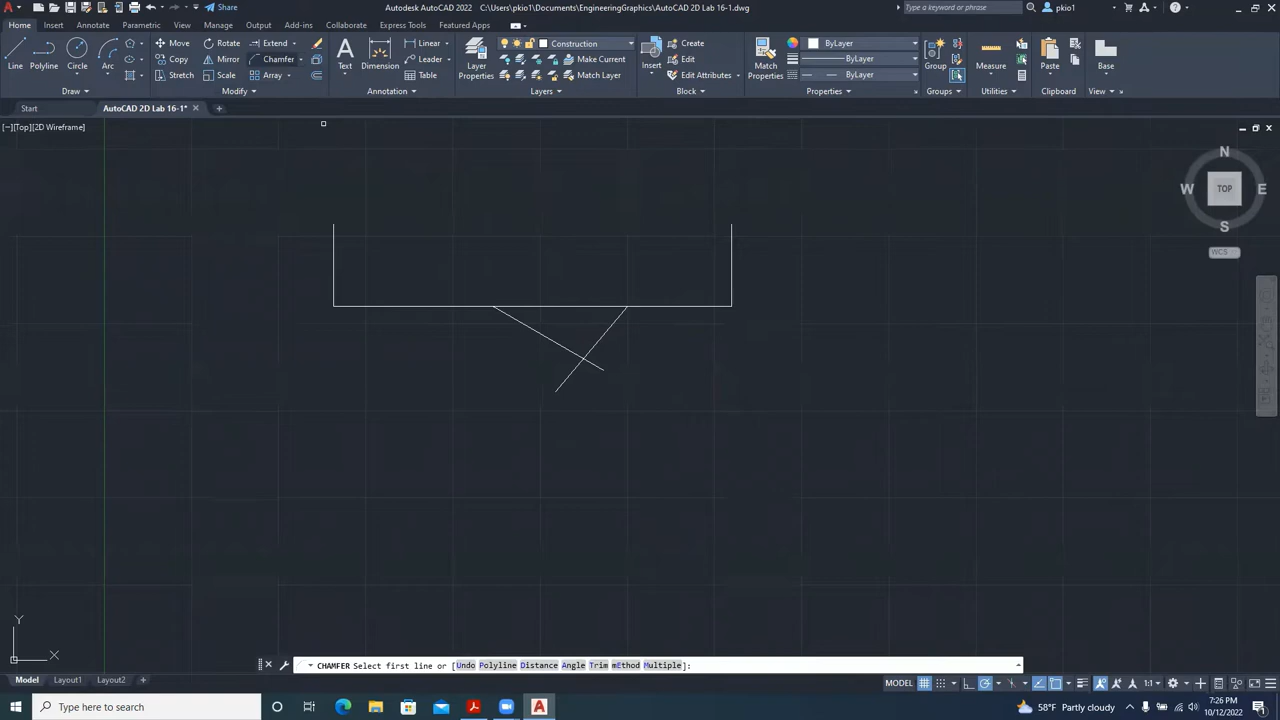 Share
Autodesk AutoCAD 2022 C:\Users\pkio1\Documents\EngineeringGraphics\AutoCAD 2D Lab 16-1.dwg
Type a keyword or phrase
pkio1
Home Insert Annotate Parametric View Manage Output Add-ins Collaborate Express Tools Featured Apps
Line Polyline Circle Arc
Move Rotate Extend
Copy Mirror Chamfer
Stretch Scale Array
Text Dimension
Linear
Leader
Table
Layer Properties
Construction
Make Current
Match Layer
Insert
Create
Edit
Edit Attributes
Match Properties
ByLayer
ByLayer
ByLayer
Group
Measure
Paste
Base
Draw Modify Annotation Layers Block Properties Groups Utilities Clipboard View
Start AutoCAD 2D Lab 16-1*
[−][Top][2D Wireframe]
N
W TOP E
S
WCS
Y
X
CHAMFER Select first line or [Undo Polyline Distance Angle Trim mEthod Multiple]:
Model Layout1 Layout2
MODEL 1:1
Type here to search
58°F Partly cloudy
7:26 PM
10/12/2022